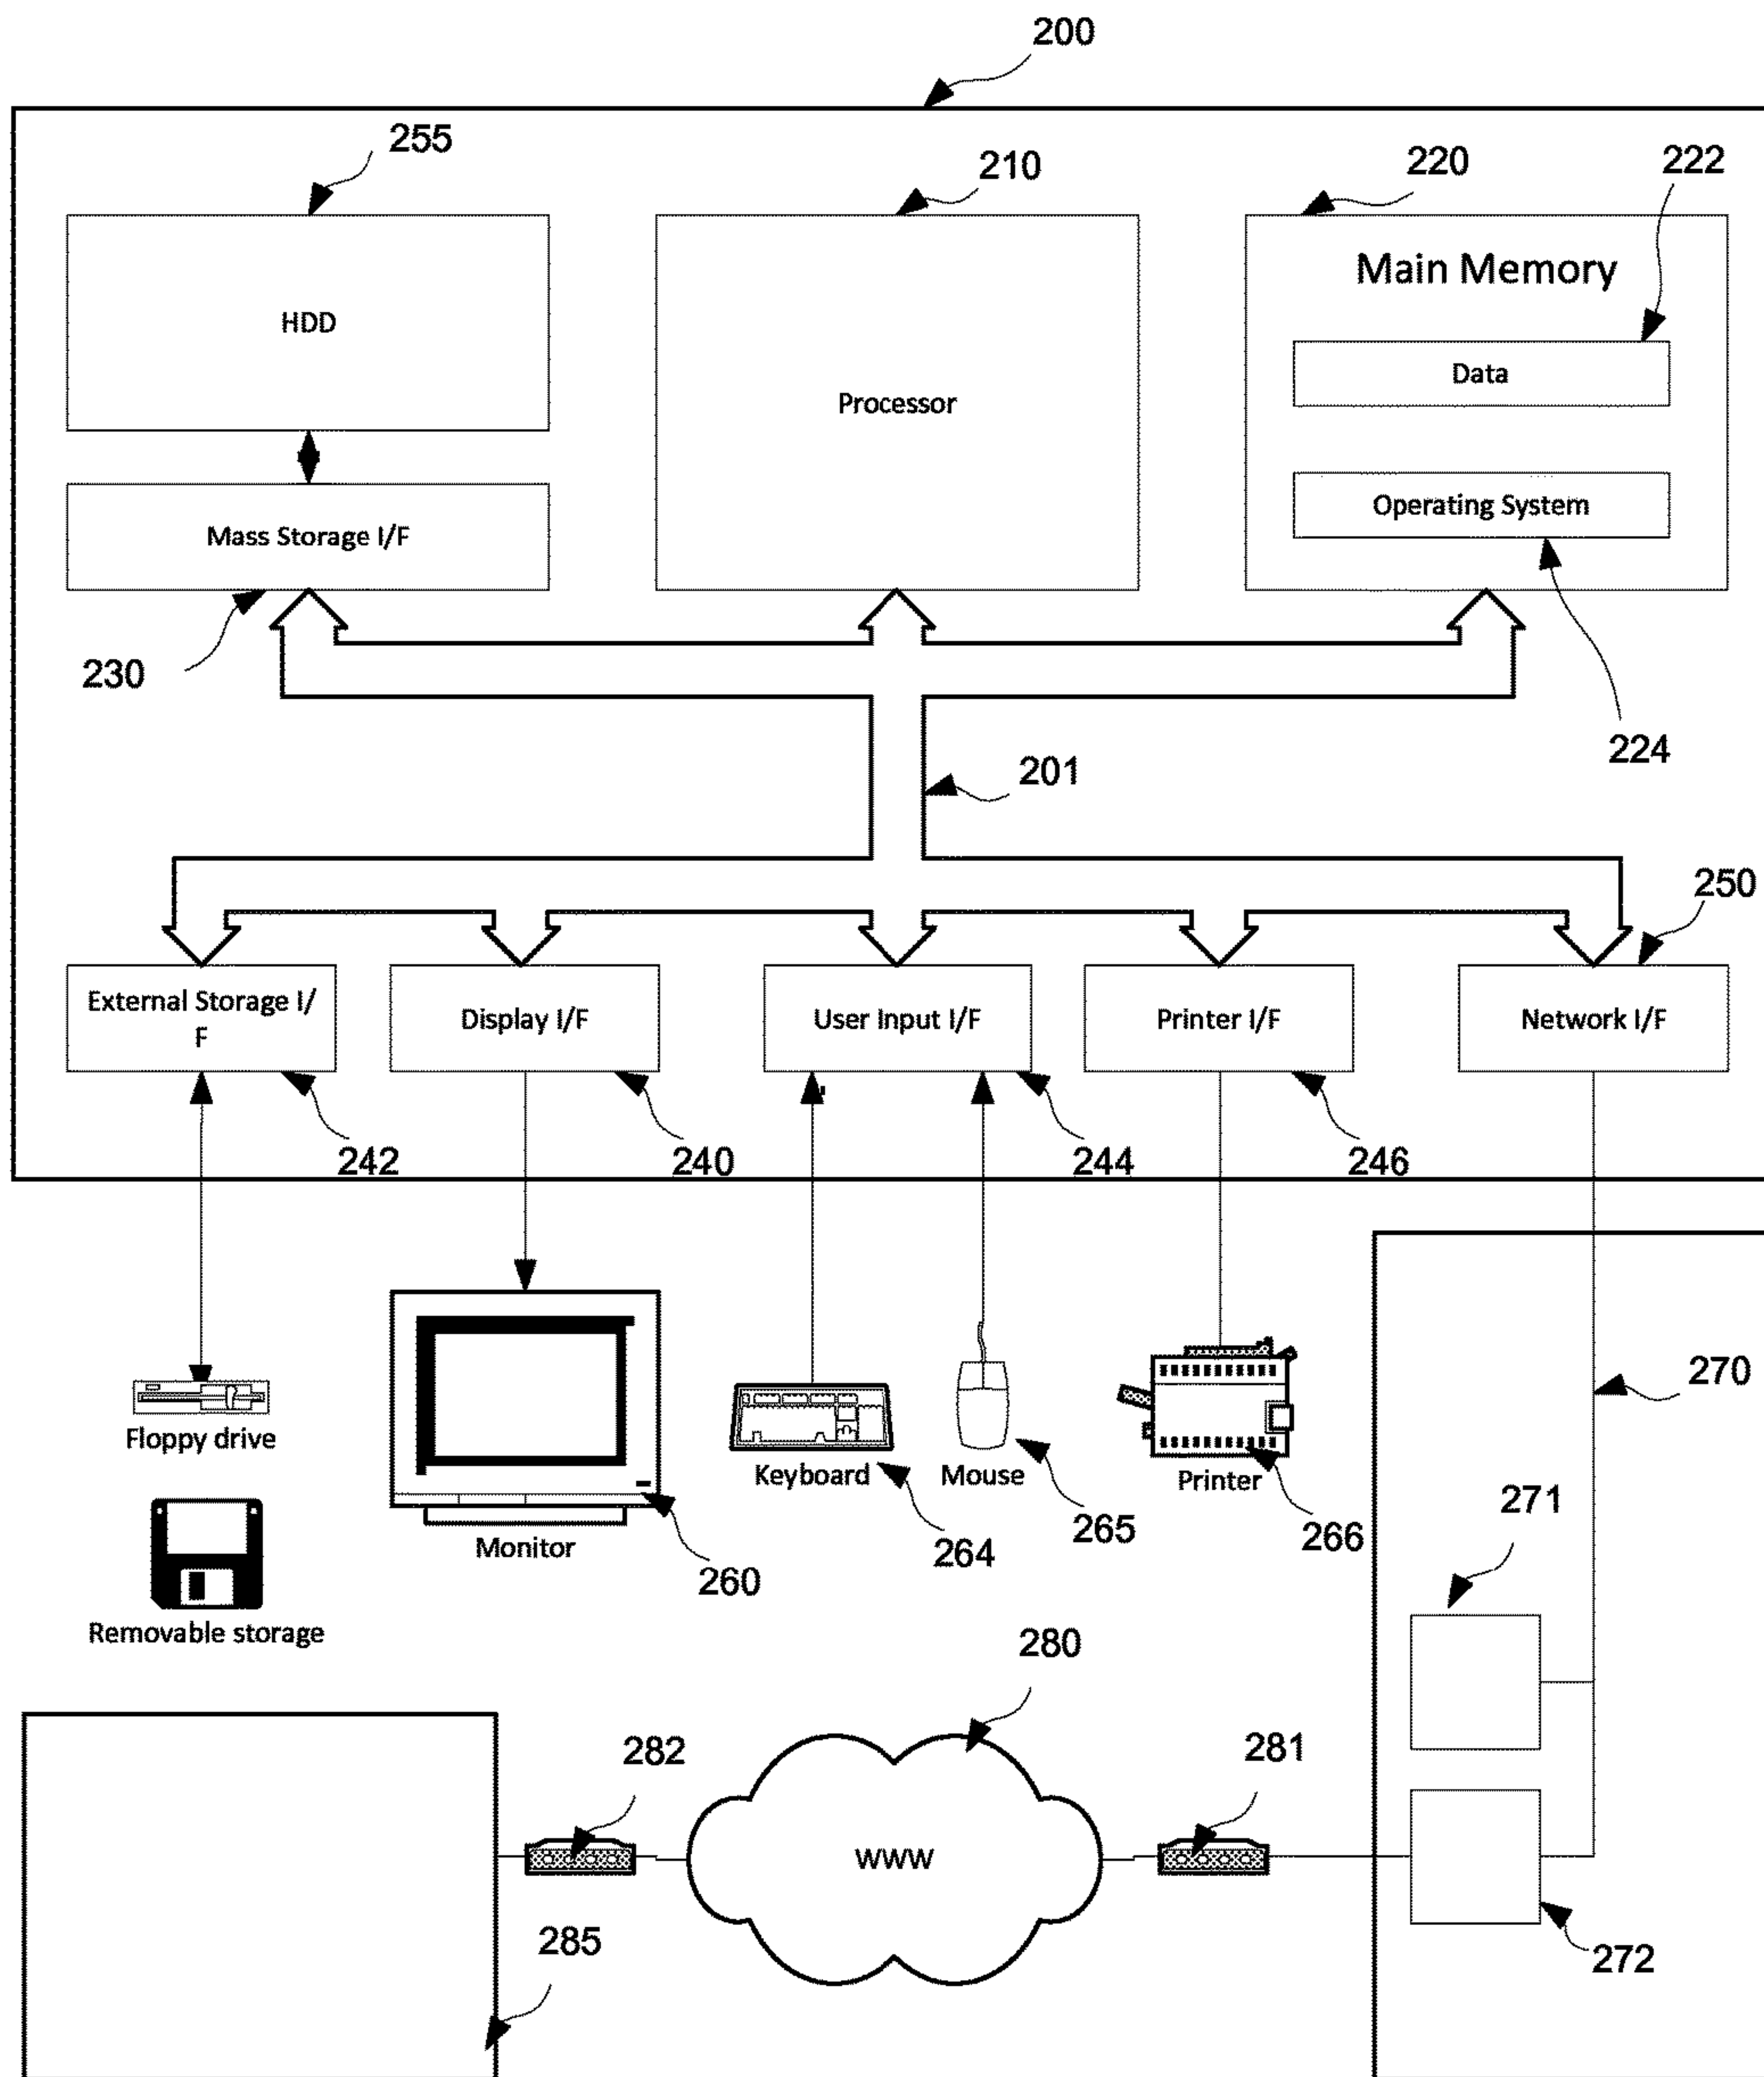 200
255
210
220
222
HDD
Processor
Main Memory
Data
Operating System
Mass Storage I/F
230
224
201
250
External Storage I/
F
Display I/F
User Input I/F
Printer I/F
Network I/F
242
240
244
246
270
Floppy drive
Keyboard
Mouse
Printer
271
Monitor
260
264
265
266
Removable storage
280
282
281
WWW
285
272